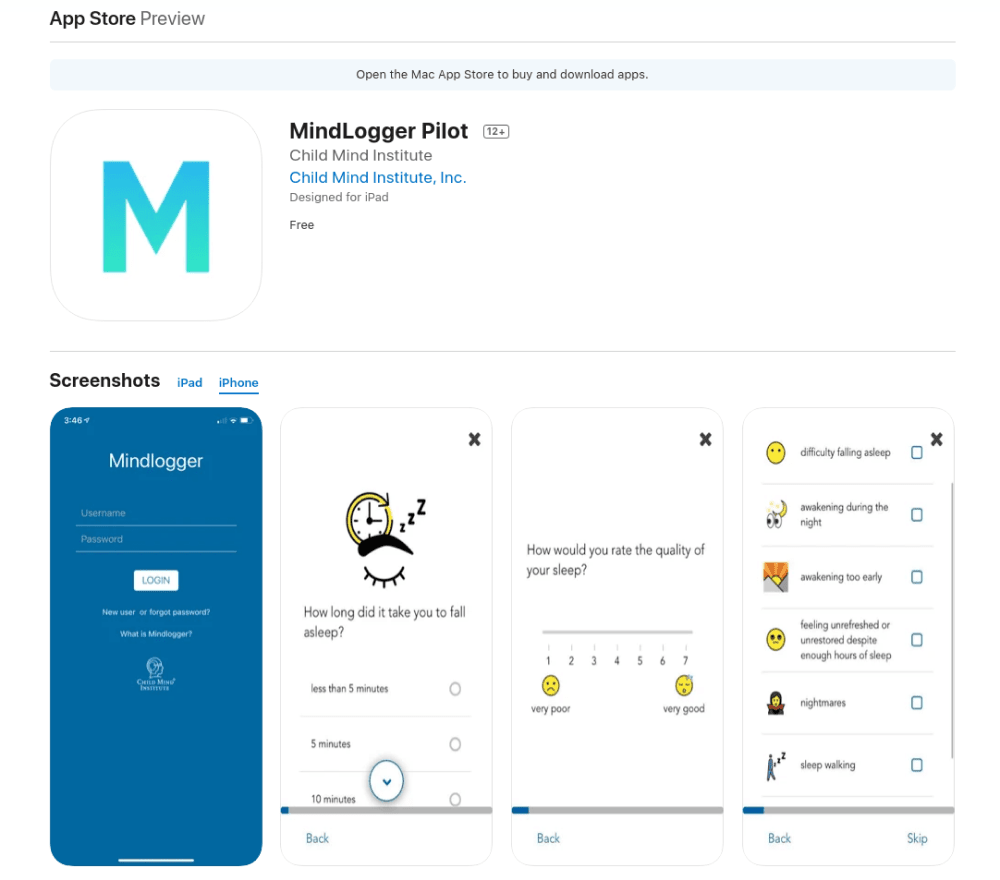 App Store Preview
Open the Mac App Store to buy and download apps.
MindLogger Pilot 12+
Child Mind Institute
Child Mind Institute, Inc.
Designed for iPad
Free
Screenshots iPad iPhone
3:46
Mindlogger
Username
Password
LOGIN
New user or forgot password?
What is Mindlogger?
CHILD MIND
INSTITUTE
z z Z
How long did it take you to fall
asleep?
less than 5 minutes
5 minutes
10 minutes
Back
How would you rate the quality of
your sleep?
1 2 3 4 5 6 7
very poor very good
Back
difficulty falling asleep
awakening during the
night
awakening too early
feeling unrefreshed or
unrestored despite
enough hours of sleep
nightmares
sleep walking
Back Skip